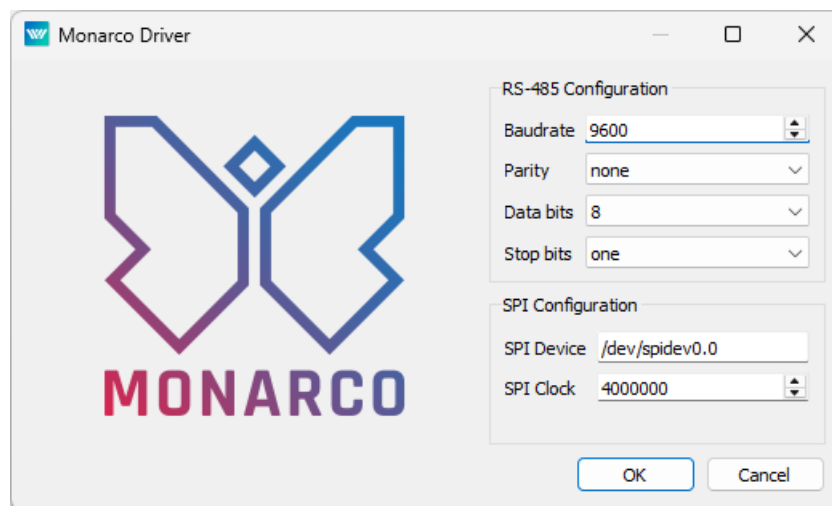 Monarco Driver
MONARCO
RS-485 Configuration
Baudrate 9600
Parity none
Data bits 8
Stop bits one
SPI Configuration
SPI Device /dev/spidev0.0
SPI Clock 4000000
OK Cancel